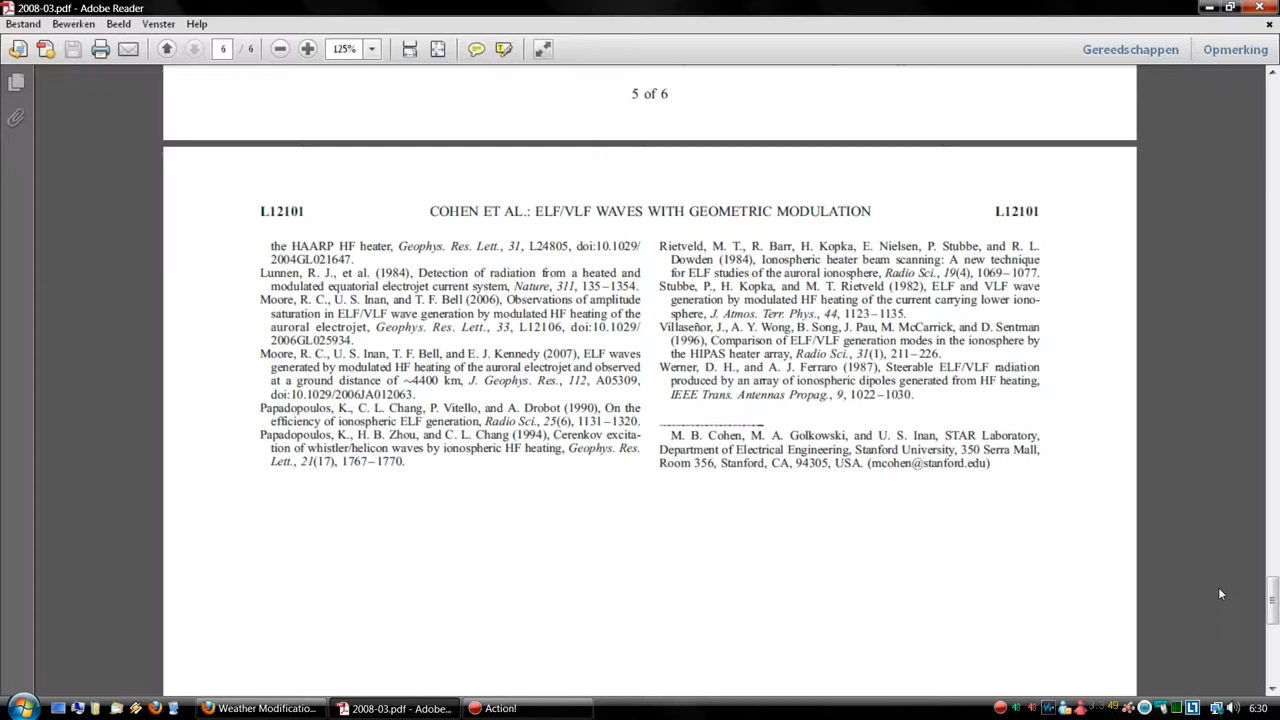 2008-03.pdf - Adobe Reader
Bestand Bewerken Beeld Venster Help
6 / 6 125% Gereedschappen Opmerking
5 of 6
L12101 COHEN ET AL.: ELF/VLF WAVES WITH GEOMETRIC MODULATION L12101
the HAARP HF heater, Geophys. Res. Lett., 31, L24805, doi:10.1029/
2004GL021647.
Lunnen, R. J., et al. (1984), Detection of radiation from a heated and
modulated equatorial electrojet current system, Nature, 311, 135–1354.
Moore, R. C., U. S. Inan, and T. F. Bell (2006), Observations of amplitude
saturation in ELF/VLF wave generation by modulated HF heating of the
auroral electrojet, Geophys. Res. Lett., 33, L12106, doi:10.1029/
2006GL025934.
Moore, R. C., U. S. Inan, T. F. Bell, and E. J. Kennedy (2007), ELF waves
generated by modulated HF heating of the auroral electrojet and observed
at a ground distance of ~4400 km, J. Geophys. Res., 112, A05309,
doi:10.1029/2006JA012063.
Papadopoulos, K., C. L. Chang, P. Vitello, and A. Drobot (1990), On the
efficiency of ionospheric ELF generation, Radio Sci., 25(6), 1131–1320.
Papadopoulos, K., H. B. Zhou, and C. L. Chang (1994), Cerenkov excita-
tion of whistler/helicon waves by ionospheric HF heating, Geophys. Res.
Lett., 21(17), 1767–1770.
Rietveld, M. T., R. Barr, H. Kopka, E. Nielsen, P. Stubbe, and R. L.
Dowden (1984), Ionospheric heater beam scanning: A new technique
for ELF studies of the auroral ionosphere, Radio Sci., 19(4), 1069–1077.
Stubbe, P., H. Kopka, and M. T. Rietveld (1982), ELF and VLF wave
generation by modulated HF heating of the current carrying lower iono-
sphere, J. Atmos. Terr. Phys., 44, 1123–1135.
Villaseñor, J., A. Y. Wong, B. Song, J. Pau, M. McCarrick, and D. Sentman
(1996), Comparison of ELF/VLF generation modes in the ionosphere by
the HIPAS heater array, Radio Sci., 31(1), 211–226.
Werner, D. H., and A. J. Ferraro (1987), Steerable ELF/VLF radiation
produced by an array of ionospheric dipoles generated from HF heating,
IEEE Trans. Antennas Propag., 9, 1022–1030.
M. B. Cohen, M. A. Golkowski, and U. S. Inan, STAR Laboratory,
Department of Electrical Engineering, Stanford University, 350 Serra Mall,
Room 356, Stanford, CA, 94305, USA. (mcohen@stanford.edu)
Weather Modificatio... 2008-03.pdf - Adobe... Action! 6:30